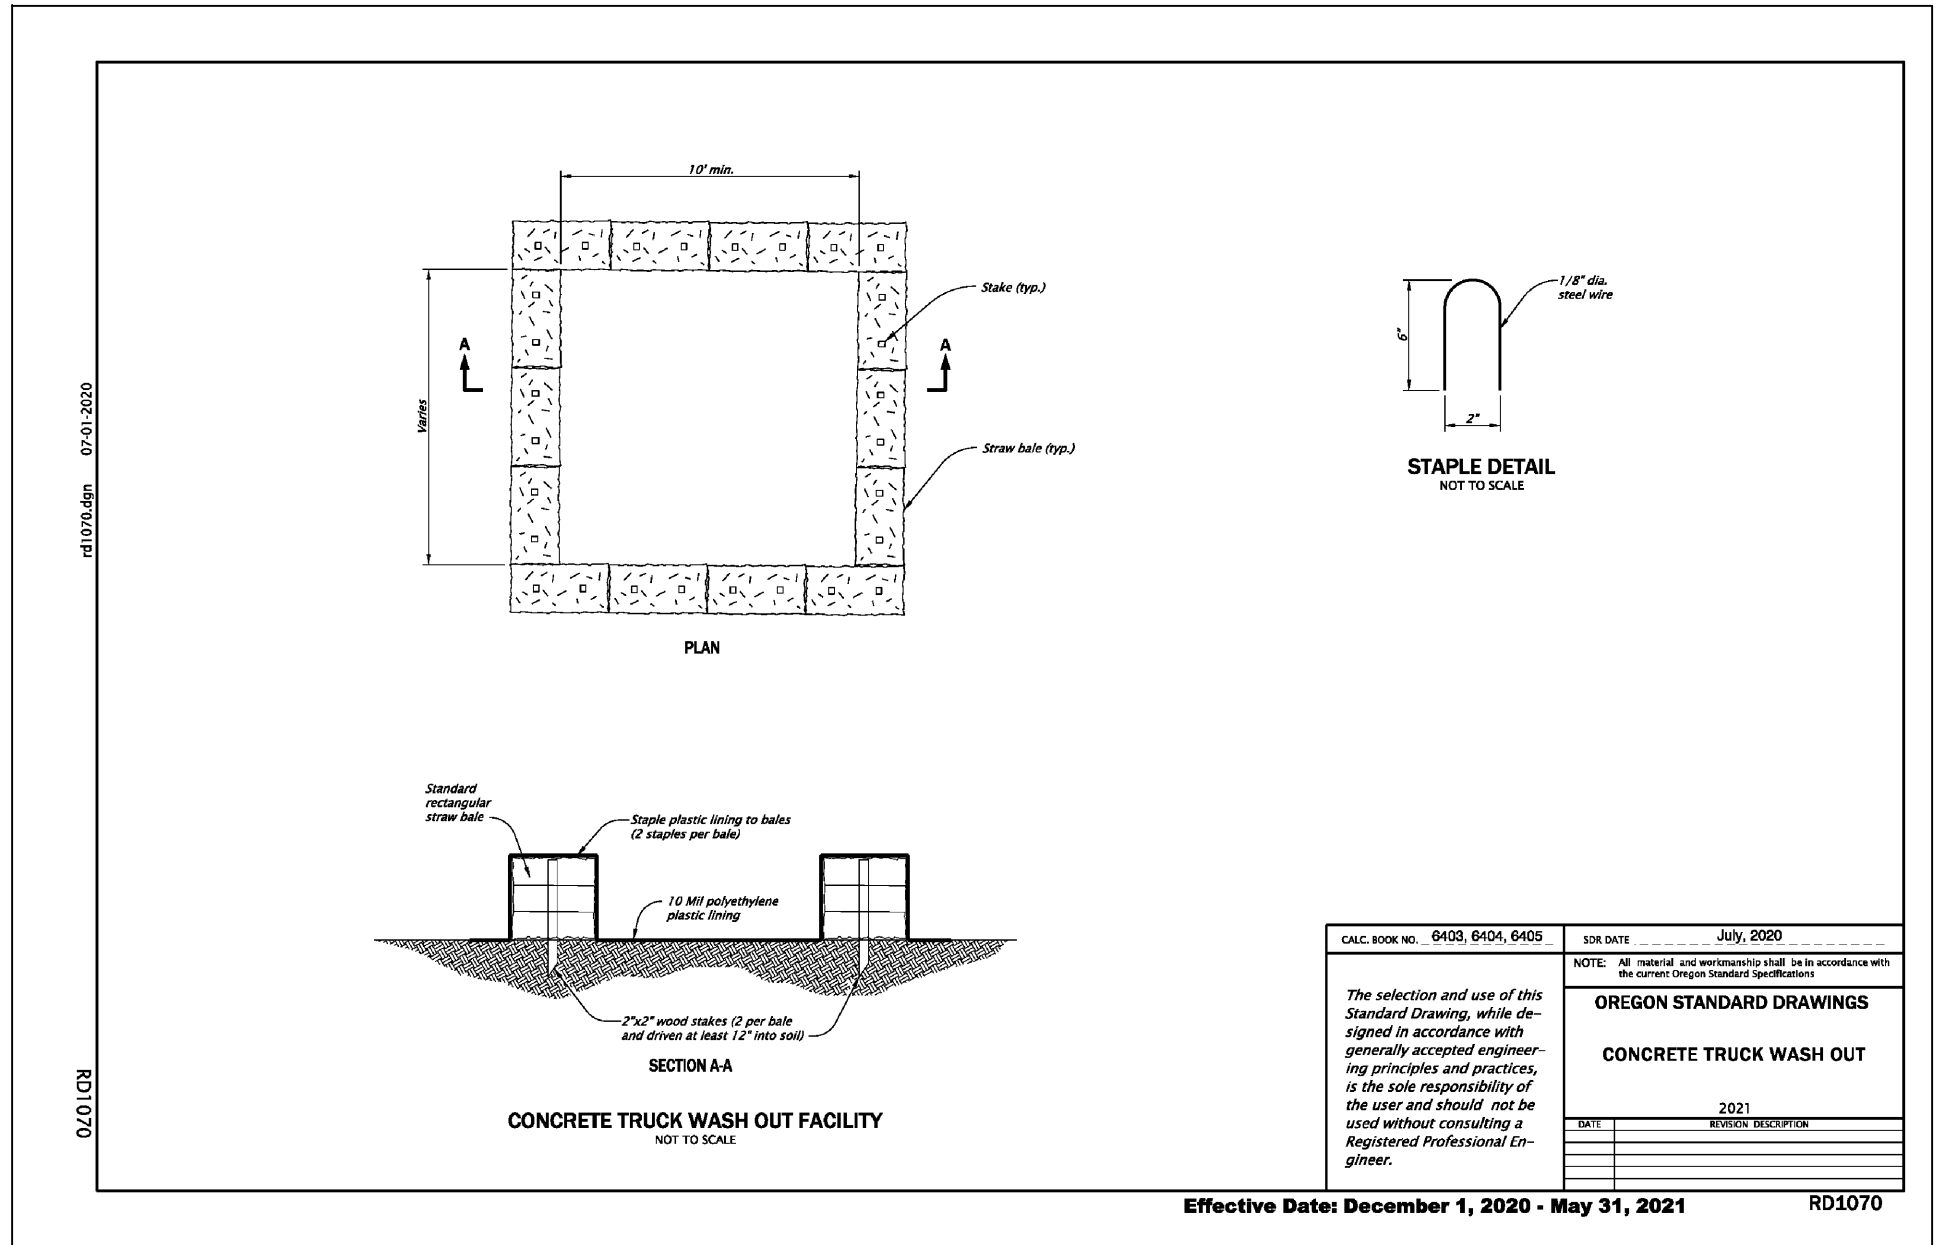 10' min.
Stake (typ.)
A
A
Varies
Straw bale (typ.)
PLAN
1/8" dia.
steel wire
6"
2"
STAPLE DETAIL
NOT TO SCALE
rd1070.dgn 07-01-2020
RD1070
Standard
rectangular
straw bale
Staple plastic lining to bales
(2 staples per bale)
10 Mil polyethylene
plastic lining
2"x2" wood stakes (2 per bale
and driven at least 12" into soil)
SECTION A-A
CONCRETE TRUCK WASH OUT FACILITY
NOT TO SCALE
CALC. BOOK NO. 6403, 6404, 6405
SDR DATE July, 2020
NOTE: All material and workmanship shall be in accordance with
the current Oregon Standard Specifications
The selection and use of this
Standard Drawing, while de-
signed in accordance with
generally accepted engineer-
ing principles and practices,
is the sole responsibility of
the user and should not be
used without consulting a
Registered Professional En-
gineer.
OREGON STANDARD DRAWINGS
CONCRETE TRUCK WASH OUT
2021
DATE REVISION DESCRIPTION
Effective Date: December 1, 2020 - May 31, 2021
RD1070